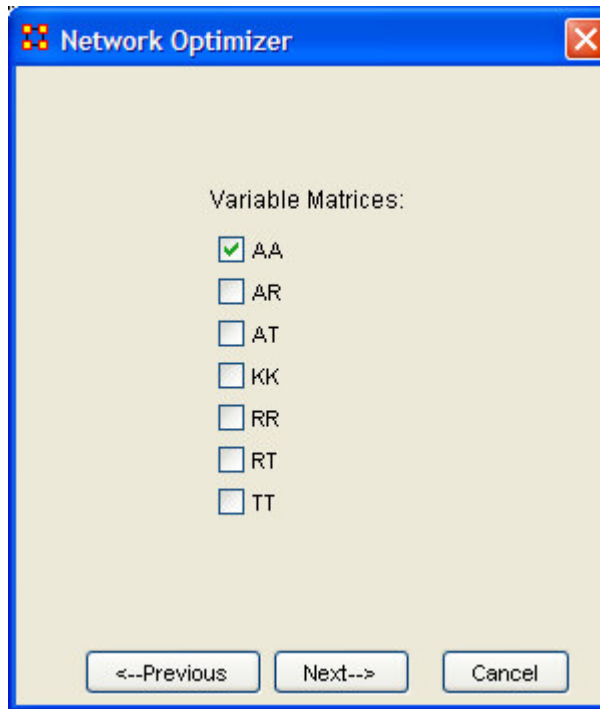 Network Optimizer
Variable Matrices:
AA
AR
AT
KK
RR
RT
TT
<--Previous Next--> Cancel